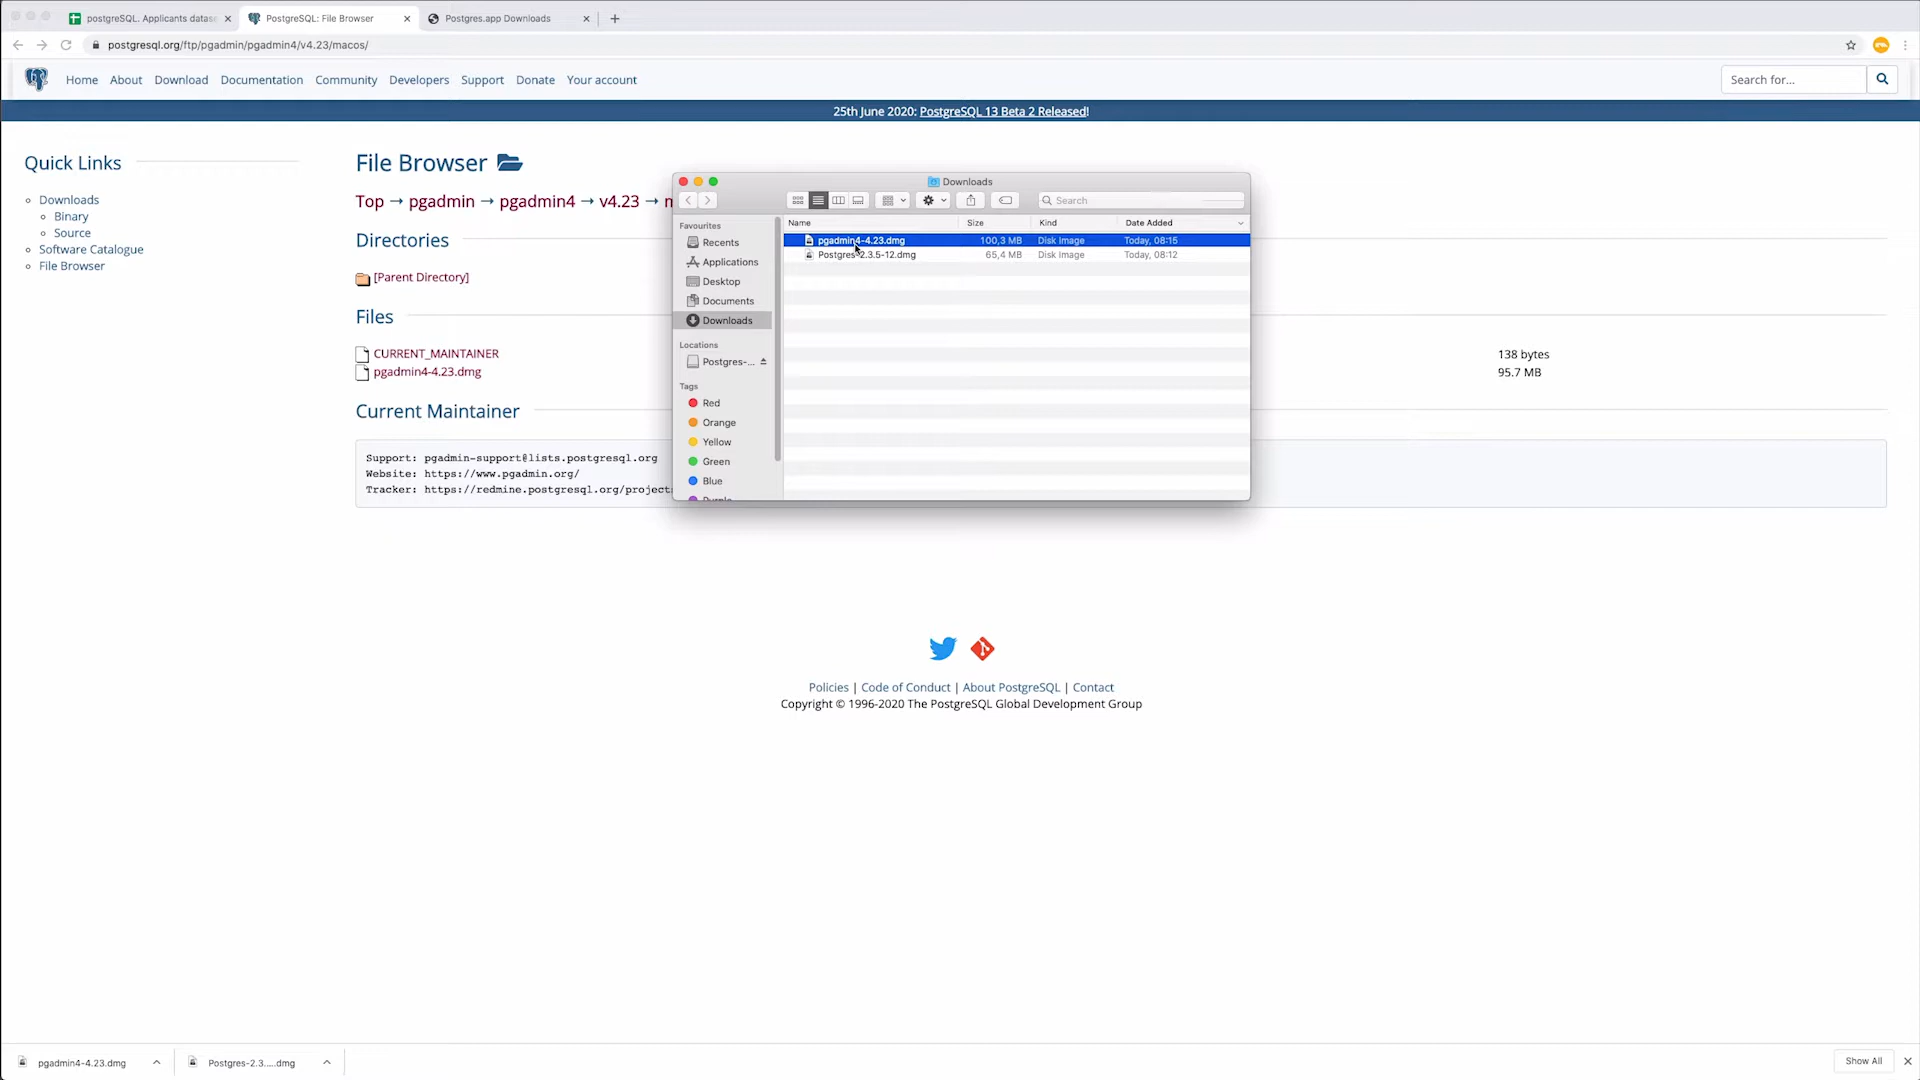 postgreSQL. Applicants datase
PostgreSQL: File Browser
Postgres.app Downloads
postgresql.org/ftp/pgadmin/pgadmin4/v4.23/macos/
Home About Download Documentation Community Developers Support Donate Your account
Search for...
25th June 2020: PostgreSQL 13 Beta 2 Released!
Quick Links
Downloads
Binary
Source
Software Catalogue
File Browser
File Browser
Top → pgadmin → pgadmin4 → v4.23 → m
Directories
[Parent Directory]
Files
CURRENT_MAINTAINER
138 bytes
pgadmin4-4.23.dmg
95.7 MB
Current Maintainer
Support: pgadmin-support@lists.postgresql.org
Website: https://www.pgadmin.org/
Tracker: https://redmine.postgresql.org/projects
Downloads
Search
Favourites
Recents
Applications
Desktop
Documents
Downloads
Locations
Postgres-...
Tags
Red
Orange
Yellow
Green
Blue
Purple
Name Size Kind Date Added
pgadmin4-4.23.dmg 100,3 MB Disk Image Today, 08:15
Postgres-2.3.5-12.dmg 65,4 MB Disk Image Today, 08:12
Policies | Code of Conduct | About PostgreSQL | Contact
Copyright © 1996-2020 The PostgreSQL Global Development Group
pgadmin4-4.23.dmg
Postgres-2.3....dmg
Show All